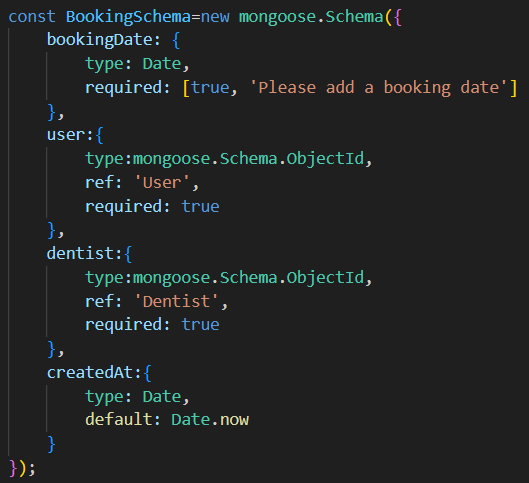 const BookingSchema=new mongoose.Schema({
    bookingDate: {
        type: Date,
        required: [true, 'Please add a booking date']
    },
    user:{
        type:mongoose.Schema.ObjectId,
        ref: 'User',
        required: true
    },
    dentist:{
        type:mongoose.Schema.ObjectId,
        ref: 'Dentist',
        required: true
    },
    createdAt:{
        type: Date,
        default: Date.now
    }
});